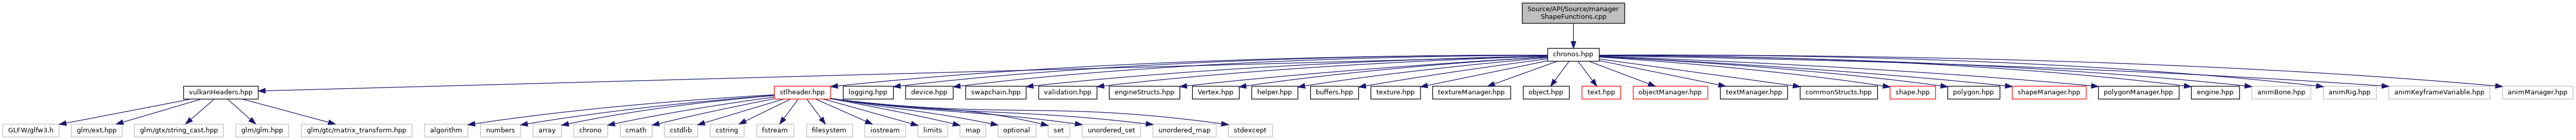 Source/API/Source/manager
ShapeFunctions.cpp
chronos.hpp
vulkanHeaders.hpp
stlheader.hpp
logging.hpp
device.hpp
swapchain.hpp
validation.hpp
engineStructs.hpp
Vertex.hpp
helper.hpp
buffers.hpp
texture.hpp
textureManager.hpp
object.hpp
text.hpp
objectManager.hpp
textManager.hpp
commonStructs.hpp
shape.hpp
polygon.hpp
shapeManager.hpp
polygonManager.hpp
engine.hpp
animBone.hpp
animRig.hpp
animKeyframeVariable.hpp
animManager.hpp
GLFW/glfw3.h
glm/ext.hpp
glm/gtx/string_cast.hpp
glm/glm.hpp
glm/gtc/matrix_transform.hpp
algorithm
numbers
array
chrono
cmath
cstdlib
cstring
fstream
filesystem
iostream
limits
map
optional
set
unordered_set
unordered_map
stdexcept